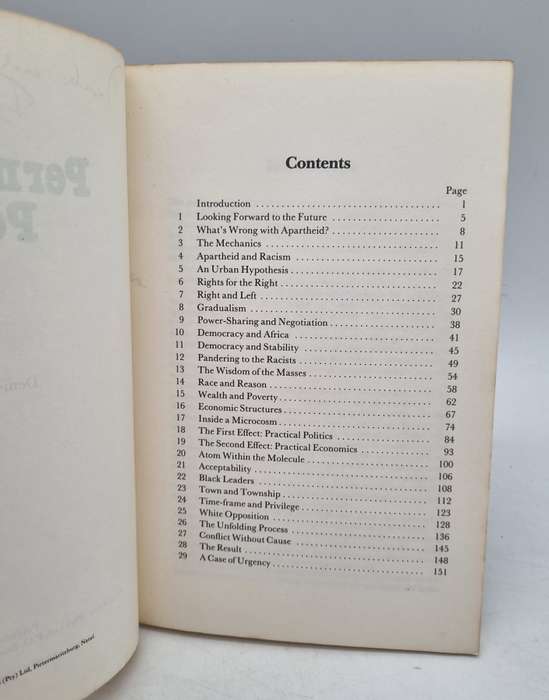 Contents
Page
Introduction 1
1 Looking Forward to the Future 5
2 What's Wrong with Apartheid? 8
3 The Mechanics 11
4 Apartheid and Racism 15
5 An Urban Hypothesis 17
6 Rights for the Right 22
7 Right and Left 27
8 Gradualism 30
9 Power-Sharing and Negotiation 38
10 Democracy and Africa 41
11 Democracy and Stability 45
12 Pandering to the Racists 49
13 The Wisdom of the Masses 54
14 Race and Reason 58
15 Wealth and Poverty 62
16 Economic Structures 67
17 Inside a Microcosm 74
18 The First Effect: Practical Politics 84
19 The Second Effect: Practical Economics 93
20 Atom Within the Molecule 100
21 Acceptability 106
22 Black Leaders 108
23 Town and Township 112
24 Time-frame and Privilege 123
25 White Opposition 128
26 The Unfolding Process 136
27 Conflict Without Cause 145
28 The Result 148
29 A Case of Urgency 151
(Pty) Ltd, Pietermaritzburg, Natal